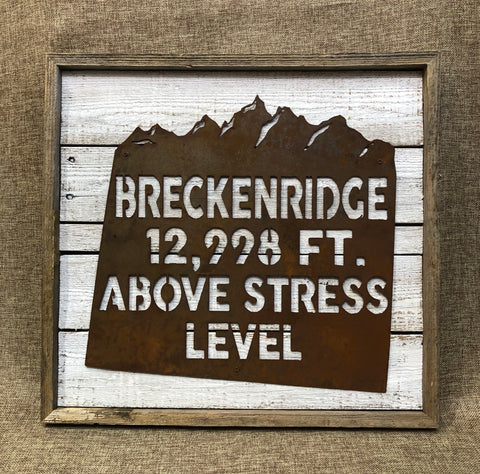 BRECKENRIDGE
12,998 FT.
ABOVE STRESS
LEVEL